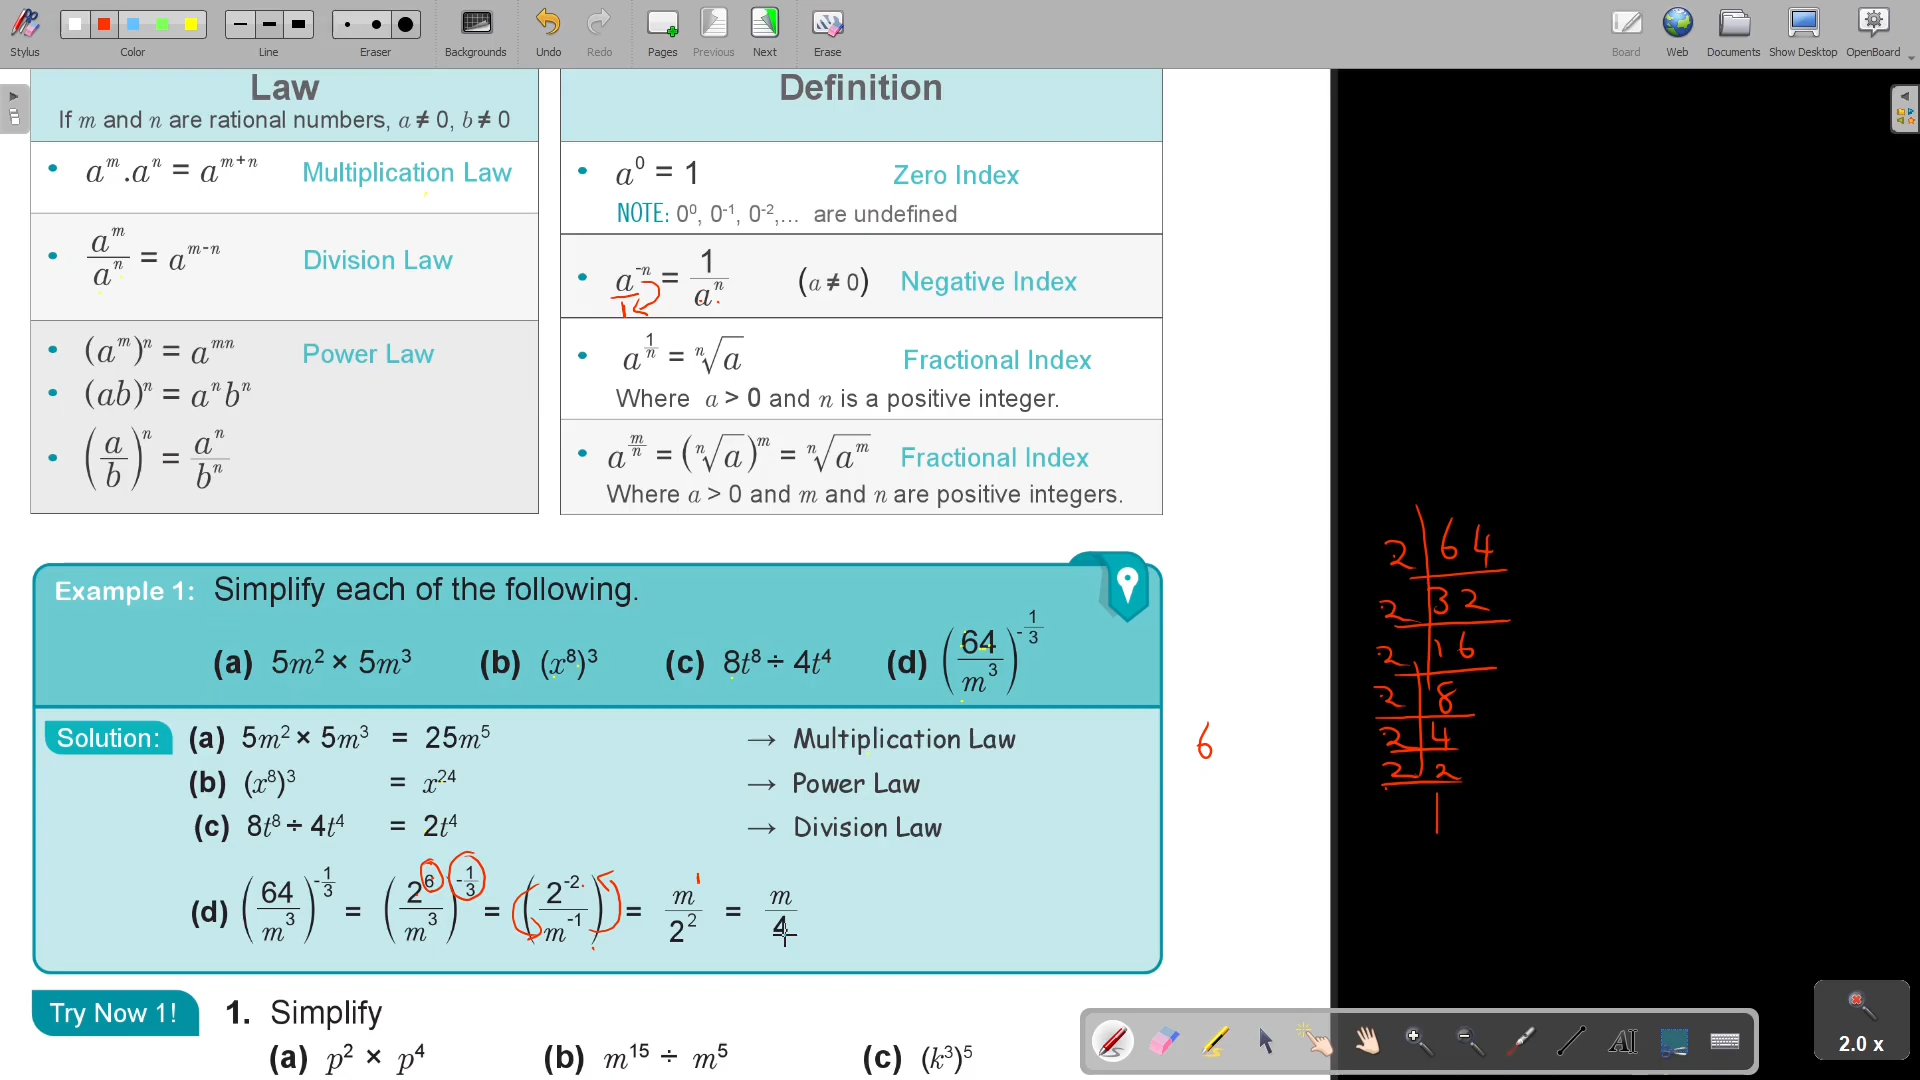 Stylus Color Line Eraser Backgrounds Undo Redo Pages Previous Next Erase Board Web Documents Show Desktop OpenBoard
Law
If m and n are rational numbers, a ≠ 0, b ≠ 0
• a^m . a^n = a^(m+n) Multiplication Law
• a^m / a^n = a^(m-n) Division Law
• (a^m)^n = a^(mn) Power Law
• (ab)^n = a^n b^n
• (a/b)^n = a^n / b^n
Definition
• a^0 = 1 Zero Index
NOTE: 0^0, 0^-1, 0^-2,... are undefined
• a^-n = 1 / a^n (a ≠ 0) Negative Index
1
• a^(1/n) = ⁿ√a Fractional Index
Where a > 0 and n is a positive integer.
• a^(m/n) = (ⁿ√a)^m = ⁿ√(a^m) Fractional Index
Where a > 0 and m and n are positive integers.
Example 1: Simplify each of the following.
(a) 5m² × 5m³ (b) (x⁸)³ (c) 8t⁸ ÷ 4t⁴ (d) (64/m³)^(-1/3)
Solution: (a) 5m² × 5m³ = 25m⁵ → Multiplication Law
(b) (x⁸)³ = x²⁴ → Power Law
(c) 8t⁸ ÷ 4t⁴ = 2t⁴ → Division Law
(d) (64/m³)^(-1/3) = (2⁶/m³)^(-1/3) = (2^-2/m^-1) = m^1/2² = m/4
6
2 64
2 32
2 16
2 8
2 4
2 2
1
Try Now 1! 1. Simplify
(a) p² × p⁴ (b) m¹⁵ ÷ m⁵ (c) (k³)⁵
AI
2.0 x